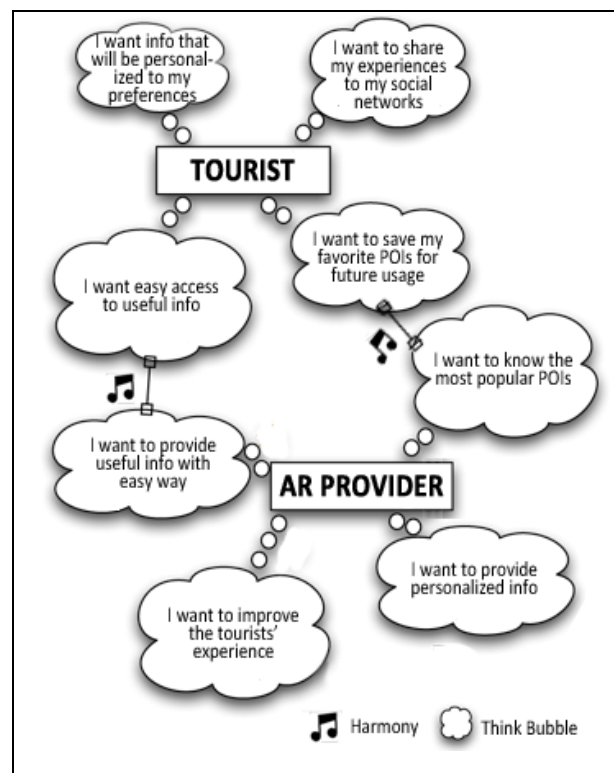 I want info that
will be personal-
ized to my
preferences
I want to share
my experiences
to my social
networks
TOURIST
I want easy access
to useful info
I want to save my
favorite POIs for
future usage
I want to know the
most popular POIs
I want to provide
useful info with
easy way
AR PROVIDER
I want to provide
personalized info
I want to improve
the tourists'
experience
Harmony
Think Bubble